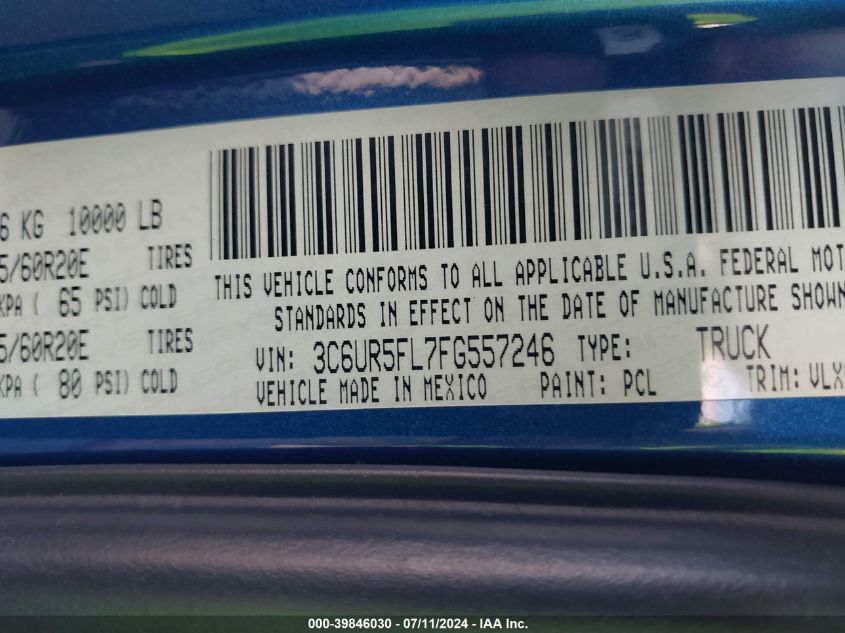 6 KG 10000 LB
5/60R20E TIRES
KPA ( 65 PSI) COLD
5/60R20E TIRES
KPA ( 80 PSI) COLD
THIS VEHICLE CONFORMS TO ALL APPLICABLE U.S.A. FEDERAL MOT
STANDARDS IN EFFECT ON THE DATE OF MANUFACTURE SHOWN
VIN: 3C6UR5FL7FG557246 TYPE: TRUCK
VEHICLE MADE IN MEXICO PAINT: PCL TRIM: VLX
000-39846030 - 07/11/2024 - IAA Inc.